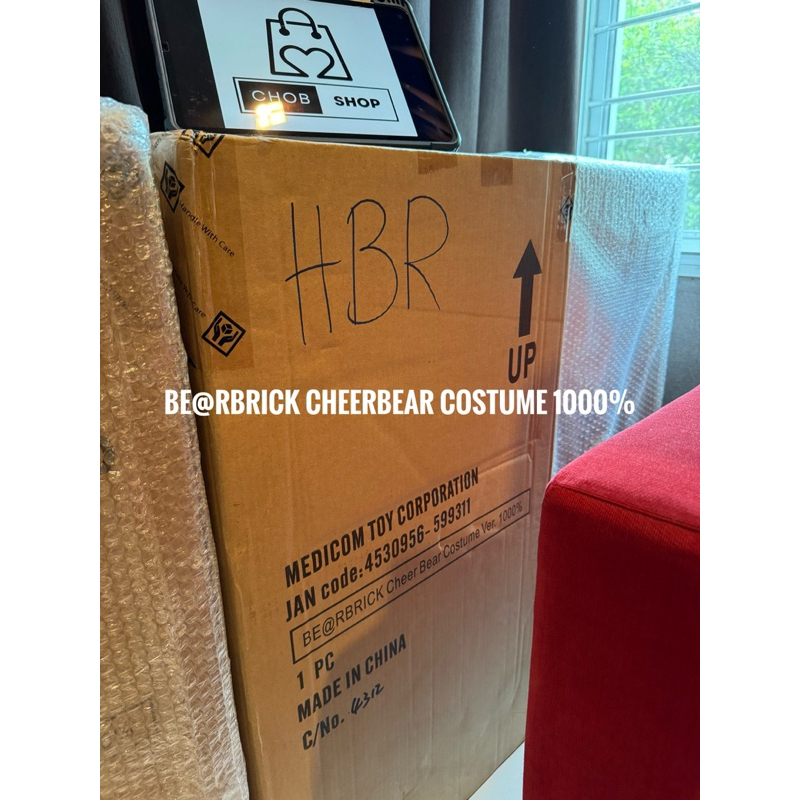 CHOB SHOP
Handle With Care
HBR
UP
BE@RBRICK CHEERBEAR COSTUME 1000%
MEDICOM TOY CORPORATION
JAN code:4530956-599311
BE@RBRICK Cheer Bear Costume Ver. 1000%
1 PC
MADE IN CHINA
C/No. 4312